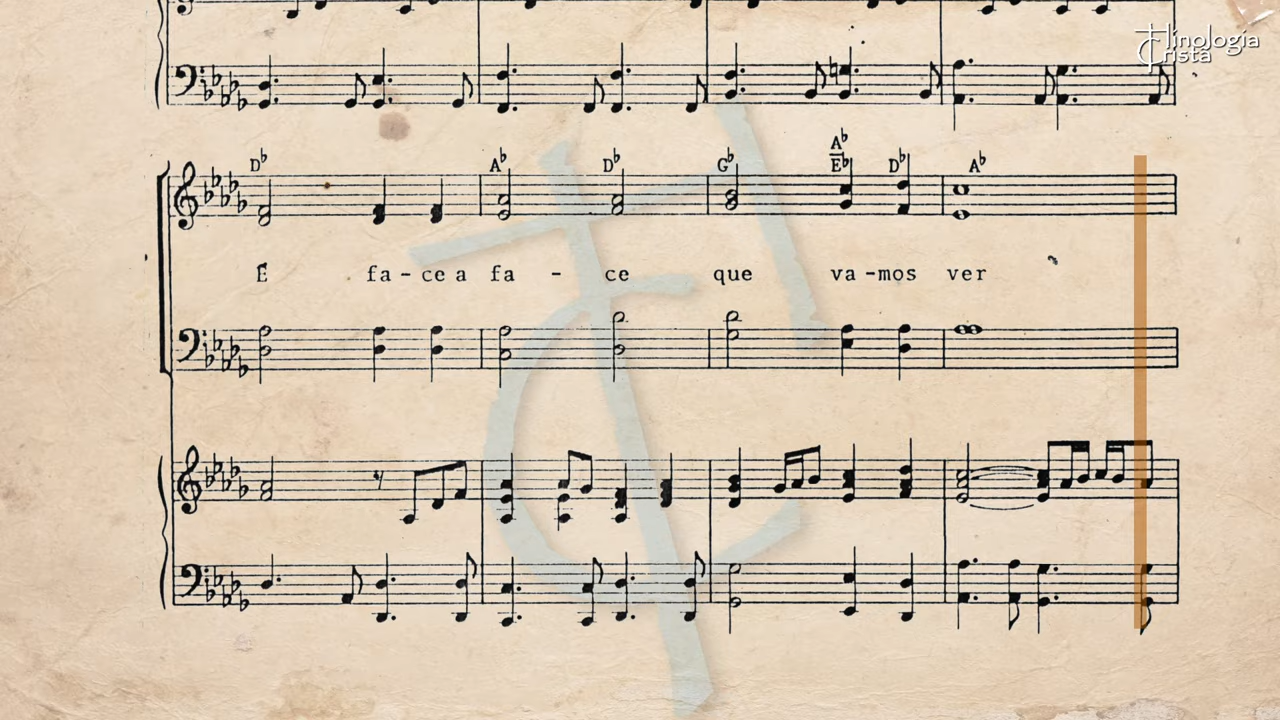 Hinologia
Cristã
A♭
D♭ A♭ D♭ G♭ E♭ D♭ A♭
E fa - ce a fa - ce que va - mos ver